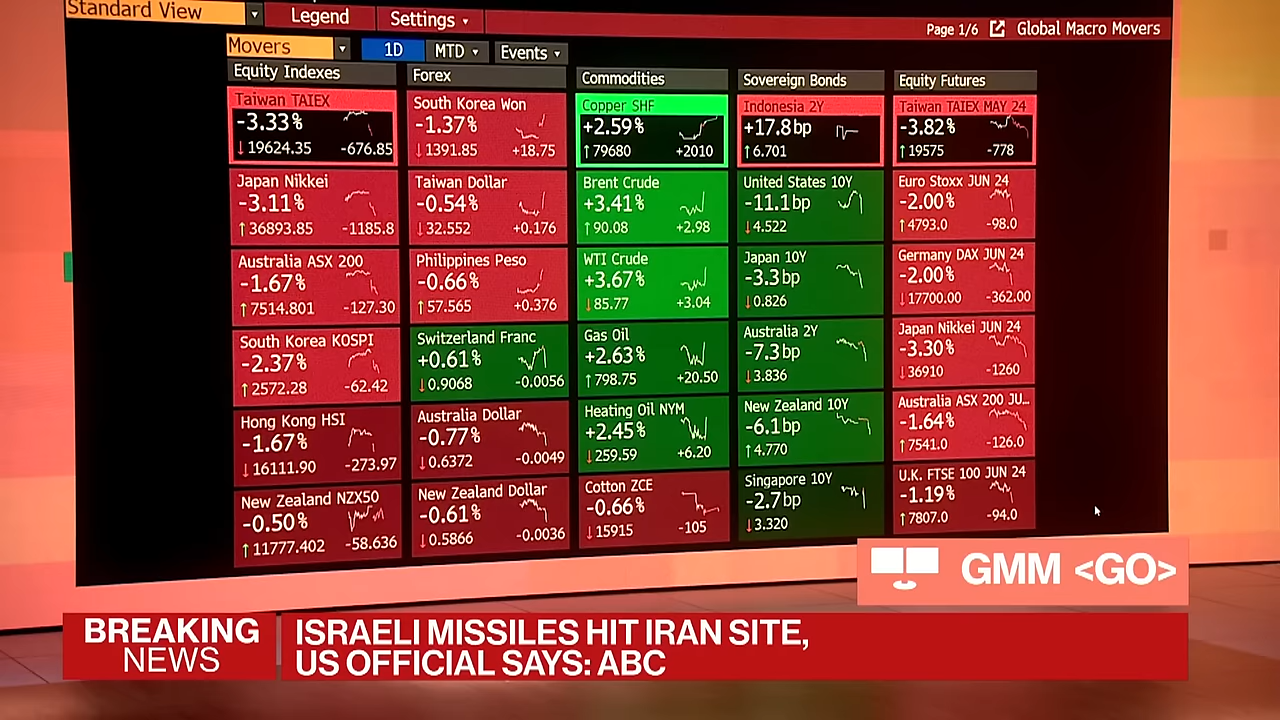 Standard View
Legend
Settings
Page 1/6
Global Macro Movers
Movers
1D
MTD
Events
Equity Indexes
Taiwan TAIEX
-3.33%
↓19624.35 -676.85
Japan Nikkei
-3.11%
↑36893.85 -1185.8
Australia ASX 200
-1.67%
↑7514.801 -127.30
South Korea KOSPI
-2.37%
↑2572.28 -62.42
Hong Kong HSI
-1.67%
↓16111.90 -273.97
New Zealand NZX50
-0.50%
↑11777.402 -58.636
Forex
South Korea Won
-1.37%
↓1391.85 +18.75
Taiwan Dollar
-0.54%
↓32.552 +0.176
Philippines Peso
-0.66%
↑57.565 +0.376
Switzerland Franc
+0.61%
↓0.9068 -0.0056
Australia Dollar
-0.77%
↓0.6372 -0.0049
New Zealand Dollar
-0.61%
↓0.5866 -0.0036
Commodities
Copper SHF
+2.59%
↑79680 +2010
Brent Crude
+3.41%
↑90.08 +2.98
WTI Crude
+3.67%
↓85.77 +3.04
Gas Oil
+2.63%
↑798.75 +20.50
Heating Oil NYM
+2.45%
↓259.59 +6.20
Cotton ZCE
-0.66%
↓15915 -105
Sovereign Bonds
Indonesia 2Y
+17.8bp
↑6.701
United States 10Y
-11.1bp
↓4.522
Japan 10Y
-3.3bp
↓0.826
Australia 2Y
-7.3bp
↓3.836
New Zealand 10Y
-6.1bp
↑4.770
Singapore 10Y
-2.7bp
↓3.320
Equity Futures
Taiwan TAIEX MAY 24
-3.82%
↑19575 -778
Euro Stoxx JUN 24
-2.00%
↑4793.0 -98.0
Germany DAX JUN 24
-2.00%
↓17700.00 -362.00
Japan Nikkei JUN 24
-3.30%
↓36910 -1260
Australia ASX 200 JU...
-1.64%
↑7541.0 -126.0
U.K. FTSE 100 JUN 24
-1.19%
↑7807.0 -94.0
GMM <GO>
BREAKING
NEWS
ISRAELI MISSILES HIT IRAN SITE,
US OFFICIAL SAYS: ABC